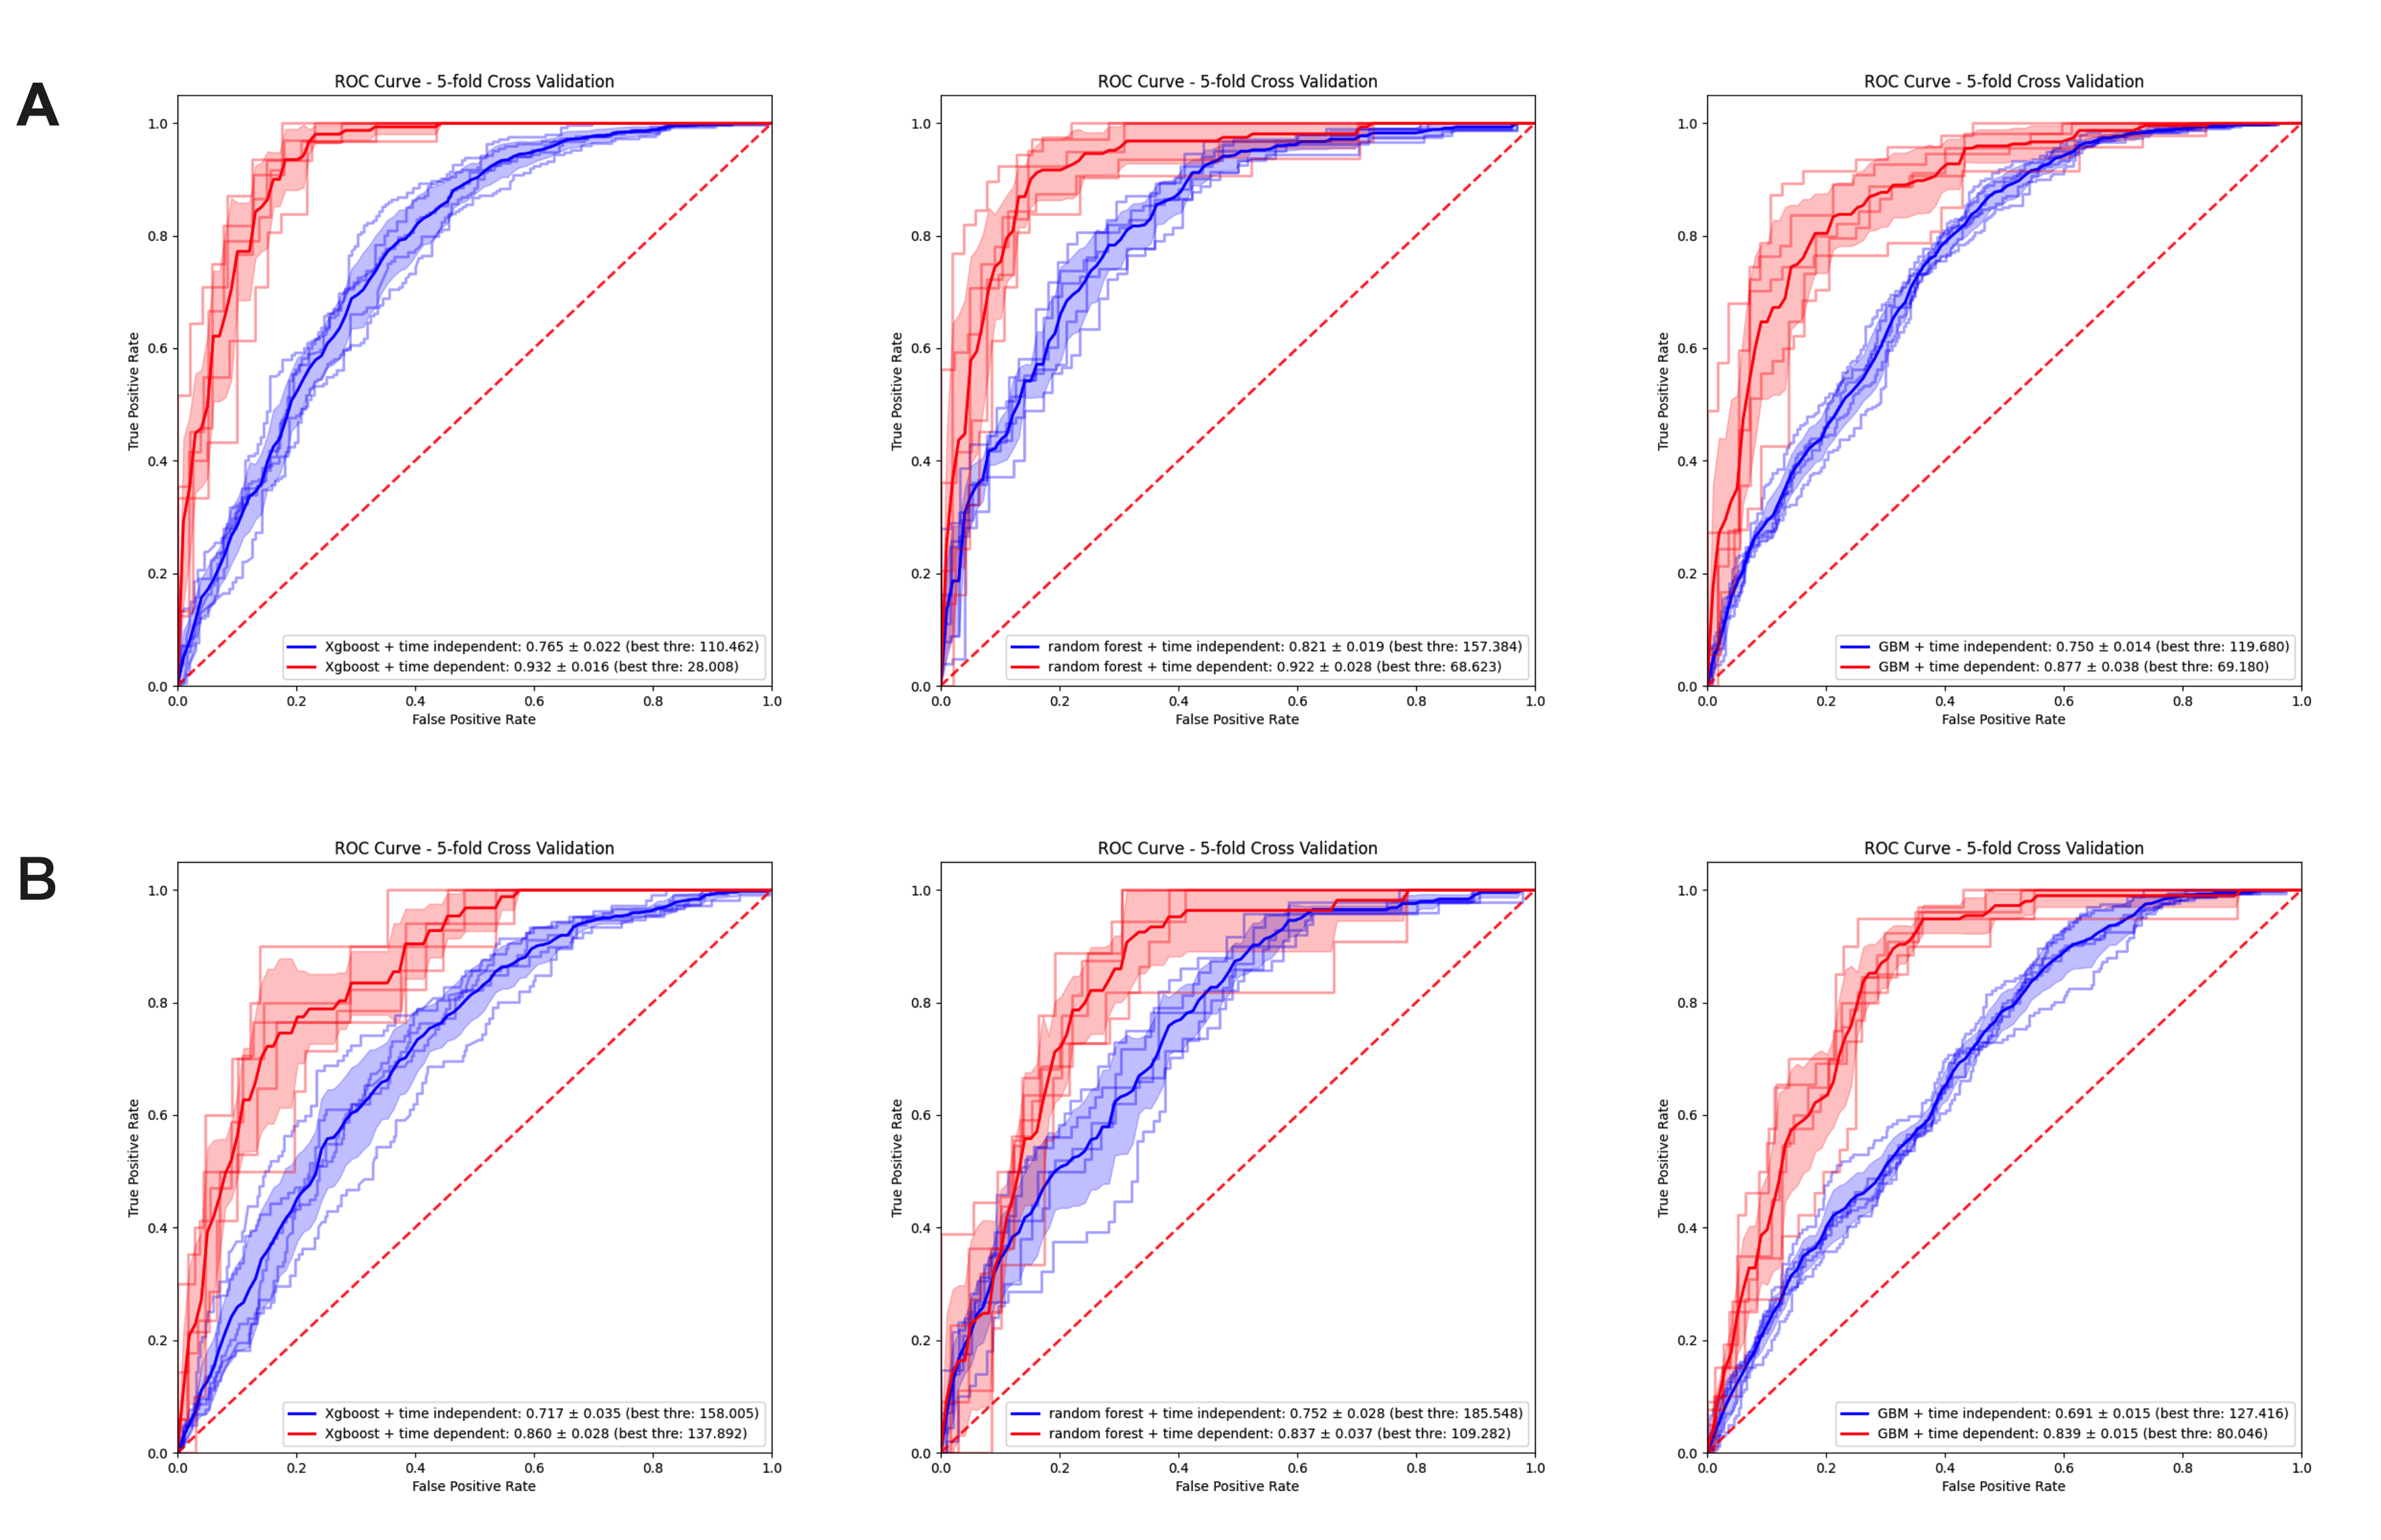 A
ROC Curve - 5-fold Cross Validation
True Positive Rate
1.0
0.8
0.6
0.4
0.2
0.0
Xgboost + time independent: 0.765 ± 0.022 (best thre: 110.462)
Xgboost + time dependent: 0.932 ± 0.016 (best thre: 28.008)
0.0 0.2 0.4 0.6 0.8 1.0
False Positive Rate
ROC Curve - 5-fold Cross Validation
True Positive Rate
1.0
0.8
0.6
0.4
0.2
0.0
random forest + time independent: 0.821 ± 0.019 (best thre: 157.384)
random forest + time dependent: 0.922 ± 0.028 (best thre: 68.623)
0.0 0.2 0.4 0.6 0.8 1.0
False Positive Rate
ROC Curve - 5-fold Cross Validation
True Positive Rate
1.0
0.8
0.6
0.4
0.2
0.0
GBM + time independent: 0.750 ± 0.014 (best thre: 119.680)
GBM + time dependent: 0.877 ± 0.038 (best thre: 69.180)
0.0 0.2 0.4 0.6 0.8 1.0
False Positive Rate
B
ROC Curve - 5-fold Cross Validation
True Positive Rate
1.0
0.8
0.6
0.4
0.2
0.0
Xgboost + time independent: 0.717 ± 0.035 (best thre: 158.005)
Xgboost + time dependent: 0.860 ± 0.028 (best thre: 137.892)
0.0 0.2 0.4 0.6 0.8 1.0
False Positive Rate
ROC Curve - 5-fold Cross Validation
True Positive Rate
1.0
0.8
0.6
0.4
0.2
0.0
random forest + time independent: 0.752 ± 0.028 (best thre: 185.548)
random forest + time dependent: 0.837 ± 0.037 (best thre: 109.282)
0.0 0.2 0.4 0.6 0.8 1.0
False Positive Rate
ROC Curve - 5-fold Cross Validation
True Positive Rate
1.0
0.8
0.6
0.4
0.2
0.0
GBM + time independent: 0.691 ± 0.015 (best thre: 127.416)
GBM + time dependent: 0.839 ± 0.015 (best thre: 80.046)
0.0 0.2 0.4 0.6 0.8 1.0
False Positive Rate